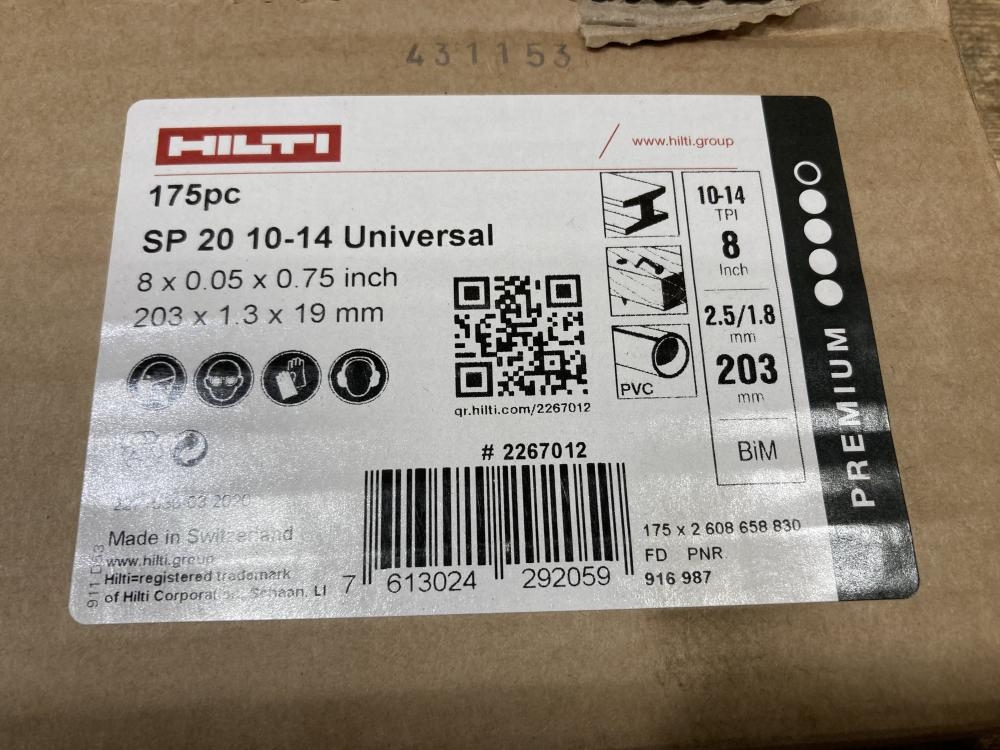 431153
HILTI
www.hilti.group
175pc
SP 20 10-14 Universal
8 x 0.05 x 0.75 inch
203 x 1.3 x 19 mm
qr.hilti.com/2267012
PVC
10-14
TPI
8
Inch
2.5/1.8
mm
203
mm
BiM
PREMIUM
# 2267012
7 613024 292059
175 x 2 608 658 830
FD PNR
916 987
Made in Switzerland
www.hilti.group
Hilti=registered trademark
of Hilti Schaan, LI